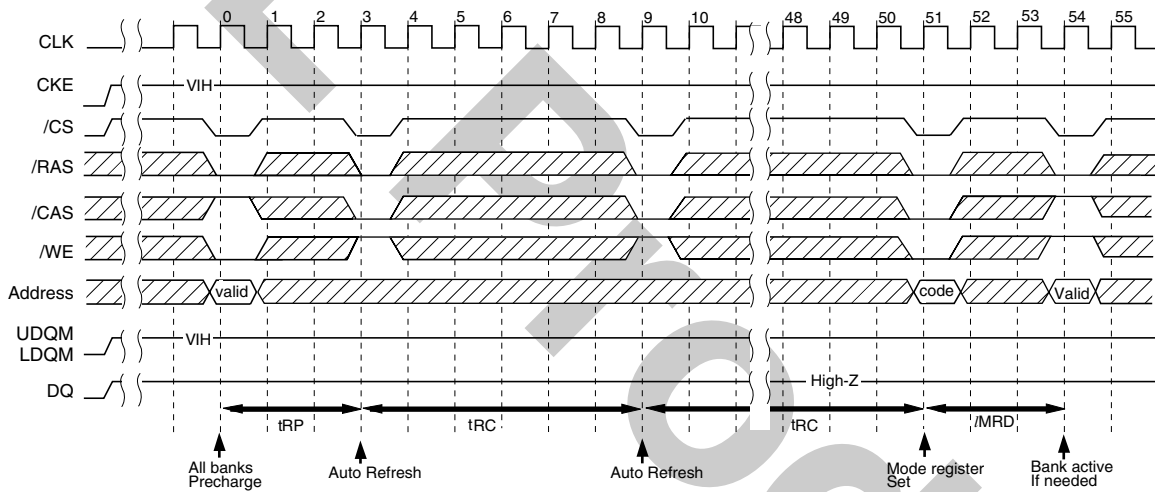 0 1 2 3 4 5 6 7 8 9 10 48 49 50 51 52 53 54 55
CLK
CKE
VIH
/CS
/RAS
/CAS
/WE
Address
valid
code
Valid
UDQM
LDQM
VIH
DQ
High-Z
tRP
tRC
tRC
lMRD
All banks
Precharge
Auto Refresh
Auto Refresh
Mode register
Set
Bank active
If needed